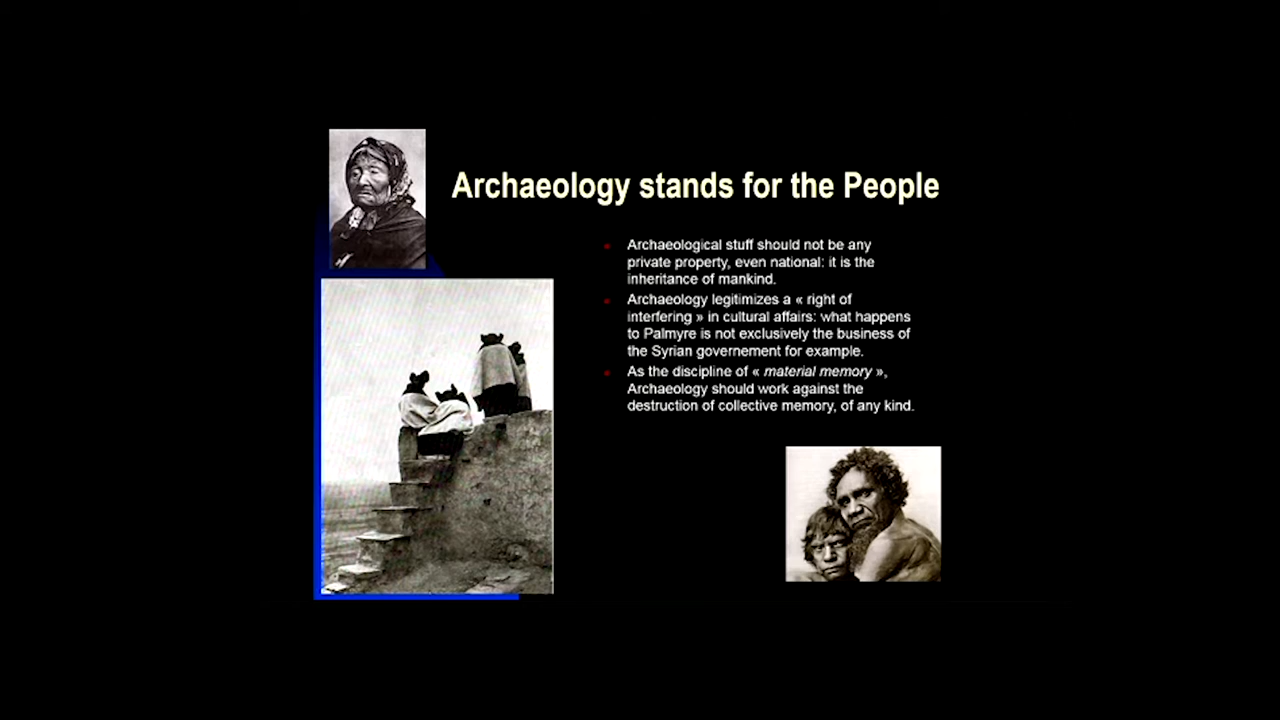 Archaeology stands for the People
Archaeological stuff should not be any
private property, even national: it is the
inheritance of mankind.
Archaeology legitimizes a « right of
interfering » in cultural affairs: what happens
to Palmyre is not exclusively the business of
the Syrian governement for example.
As the discipline of « material memory »,
Archaeology should work against the
destruction of collective memory, of any kind.